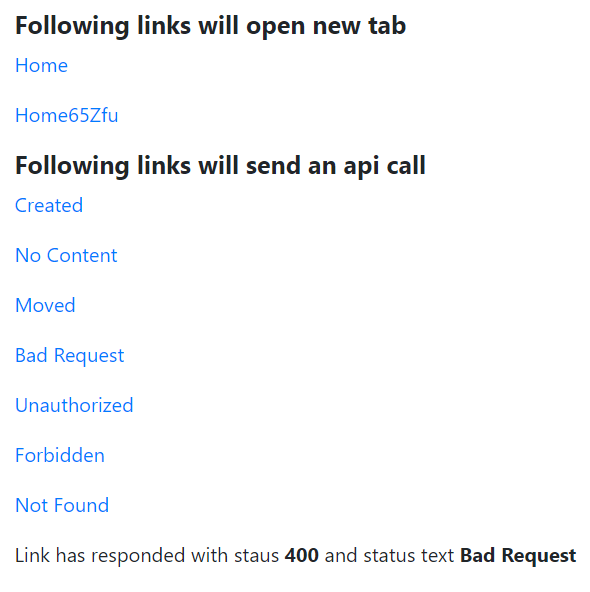 Following links will open new tab
Home
Home65Zfu
Following links will send an api call
Created
No Content
Moved
Bad Request
Unauthorized
Forbidden
Not Found
Link has responded with staus 400 and status text Bad Request